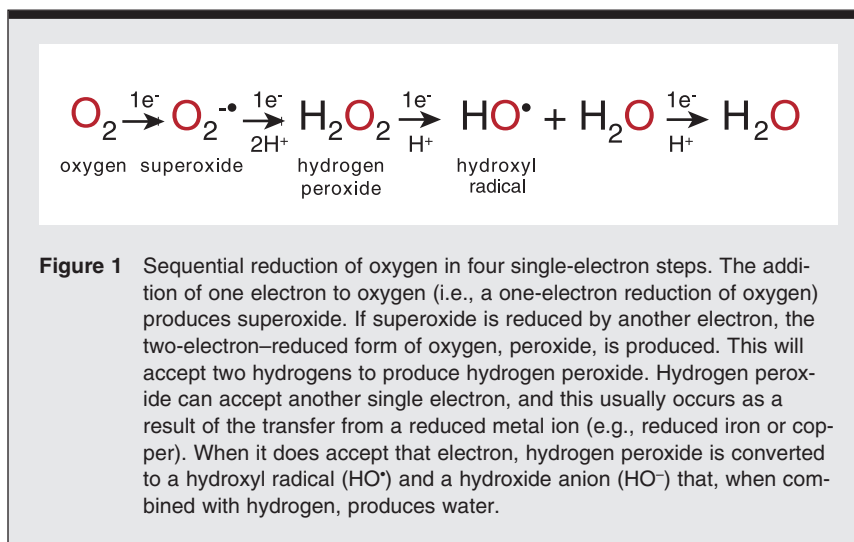 1e⁻ 1e⁻ 1e⁻ 1e⁻
O₂ → O₂⁻• → H₂O₂ → HO• + H₂O → H₂O
2H⁺ H⁺ H⁺
oxygen superoxide hydrogen hydroxyl
peroxide radical
Figure 1 Sequential reduction of oxygen in four single-electron steps. The addi-
tion of one electron to oxygen (i.e., a one-electron reduction of oxygen)
produces superoxide. If superoxide is reduced by another electron, the
two-electron–reduced form of oxygen, peroxide, is produced. This will
accept two hydrogens to produce hydrogen peroxide. Hydrogen perox-
ide can accept another single electron, and this usually occurs as a
result of the transfer from a reduced metal ion (e.g., reduced iron or cop-
per). When it does accept that electron, hydrogen peroxide is converted
to a hydroxyl radical (HO•) and a hydroxide anion (HO⁻) that, when com-
bined with hydrogen, produces water.